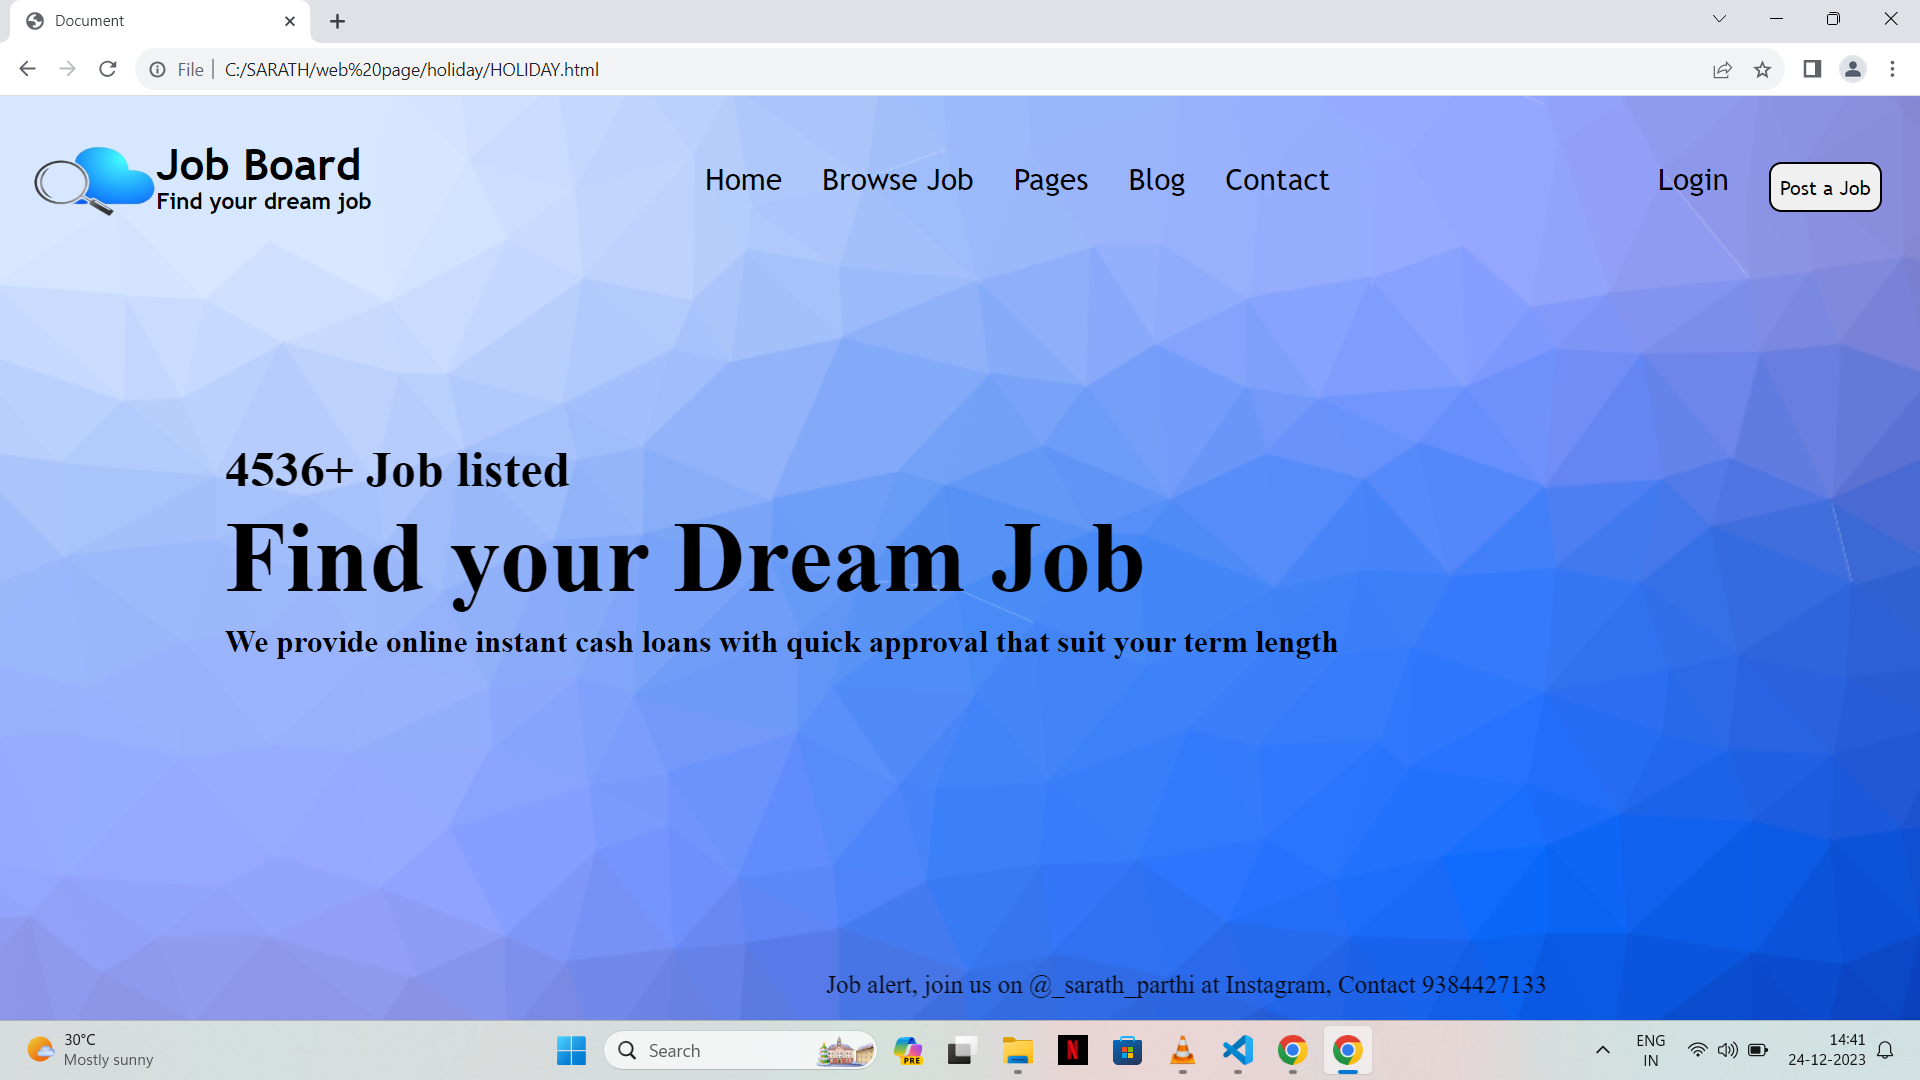 Document
File
C:/SARATH/web%20page/holiday/HOLIDAY.html
Job Board
Find your dream job
Home Browse Job Pages Blog Contact
Login
Post a Job
4536+ Job listed
Find your Dream Job
We provide online instant cash loans with quick approval that suit your term length
Job alert, join us on @_sarath_parthi at Instagram, Contact 9384427133
30°C
Mostly sunny
Search
PRE
N
ENG
IN
14:41
24-12-2023